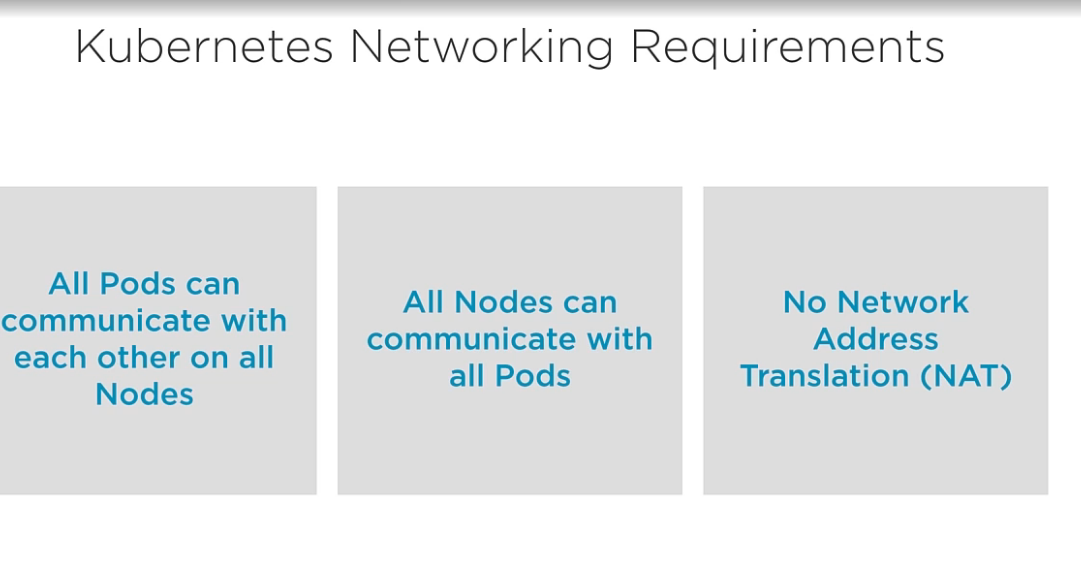 Kubernetes Networking Requirements
All Pods can
communicate with
each other on all
Nodes
All Nodes can
communicate with
all Pods
No Network
Address
Translation (NAT)